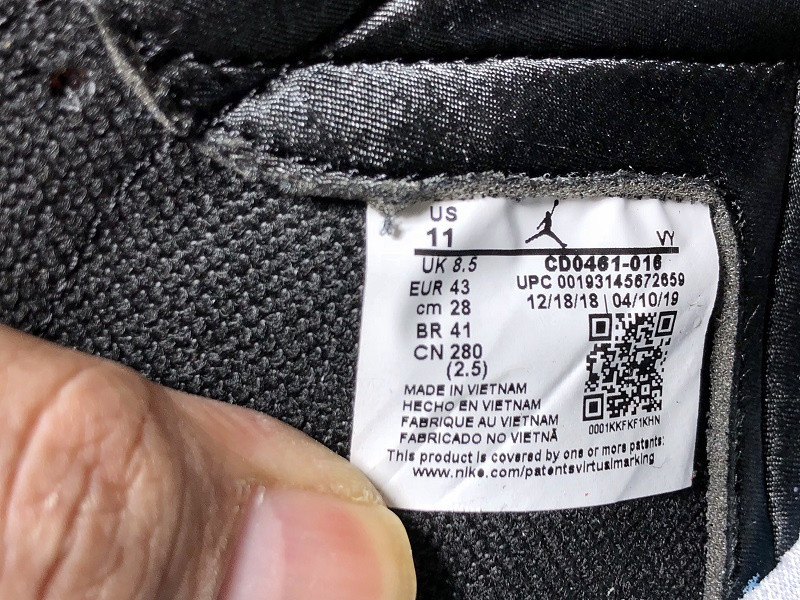 US
11 VY
UK 8.5 CD0461-016
EUR 43 UPC 00193145672659
cm 28 12/18/18 | 04/10/19
BR 41
CN 280
(2.5)
MADE IN VIETNAM
HECHO EN VIETNAM
FABRIQUE AU VIETNAM
FABRICADO NO VIETNÃ
0001KKFKF1KHN
This product is covered by one or more patents:
www.nike.com/patentsvirtualmarking